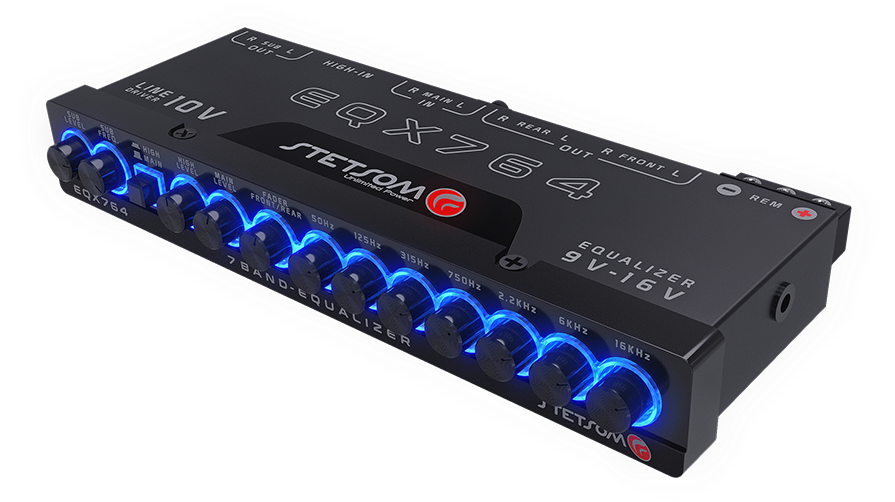 R SUB L
OUT
HIGH-IN
R MAIN L
IN
R REAR L
OUT
R FRONT L
EQX764
LINE
DRIVER
10V
STETSOM
Unlimited Power
REM
EQUALIZER
9V-16V
SUB
LEVEL
SUB
FREQ
HIGH
MAIN
HIGH
LEVEL
MAIN
LEVEL
FADER
FRONT/REAR
50Hz
125Hz
315Hz
750Hz
2.2KHz
6KHz
16KHz
EQX764
7BAND-EQUALIZER
STETSOM